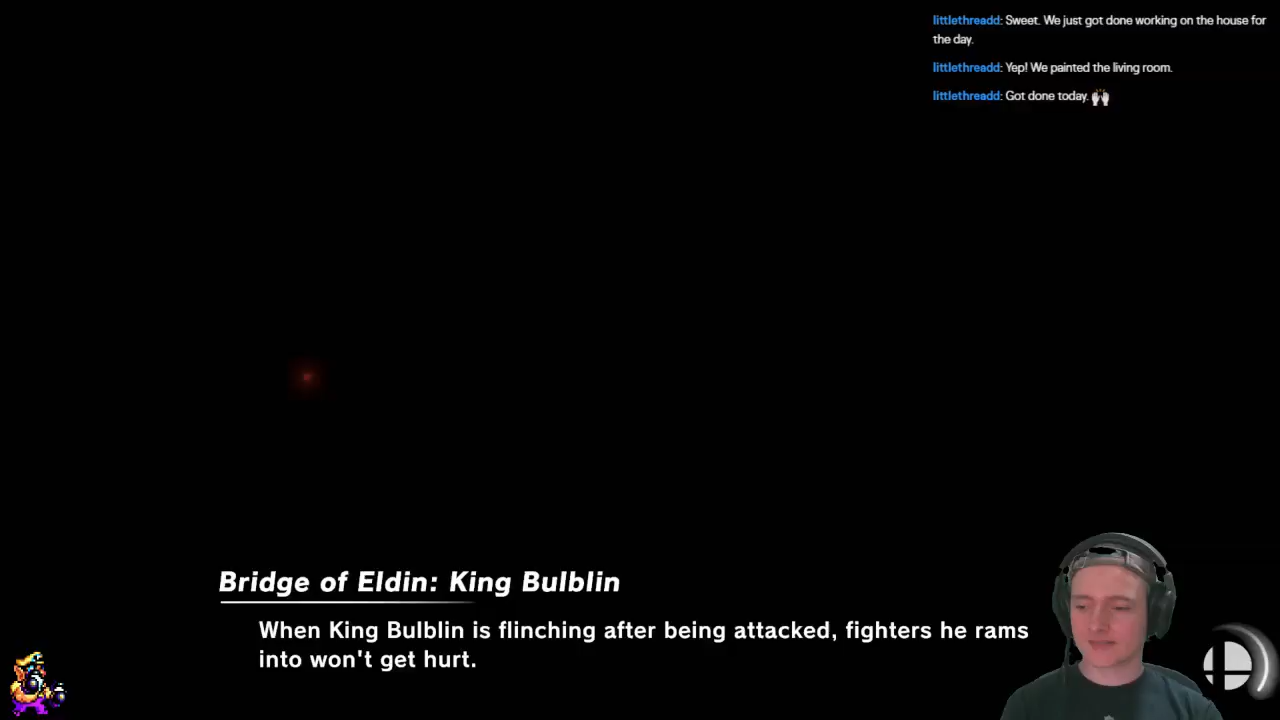 littlethreadd: Sweet. We just got done working on the house for
the day.
littlethreadd: Yep! We painted the living room.
littlethreadd: Got done today. 🙌
Bridge of Eldin: King Bulblin
When King Bulblin is flinching after being attacked, fighters he rams
into won't get hurt.